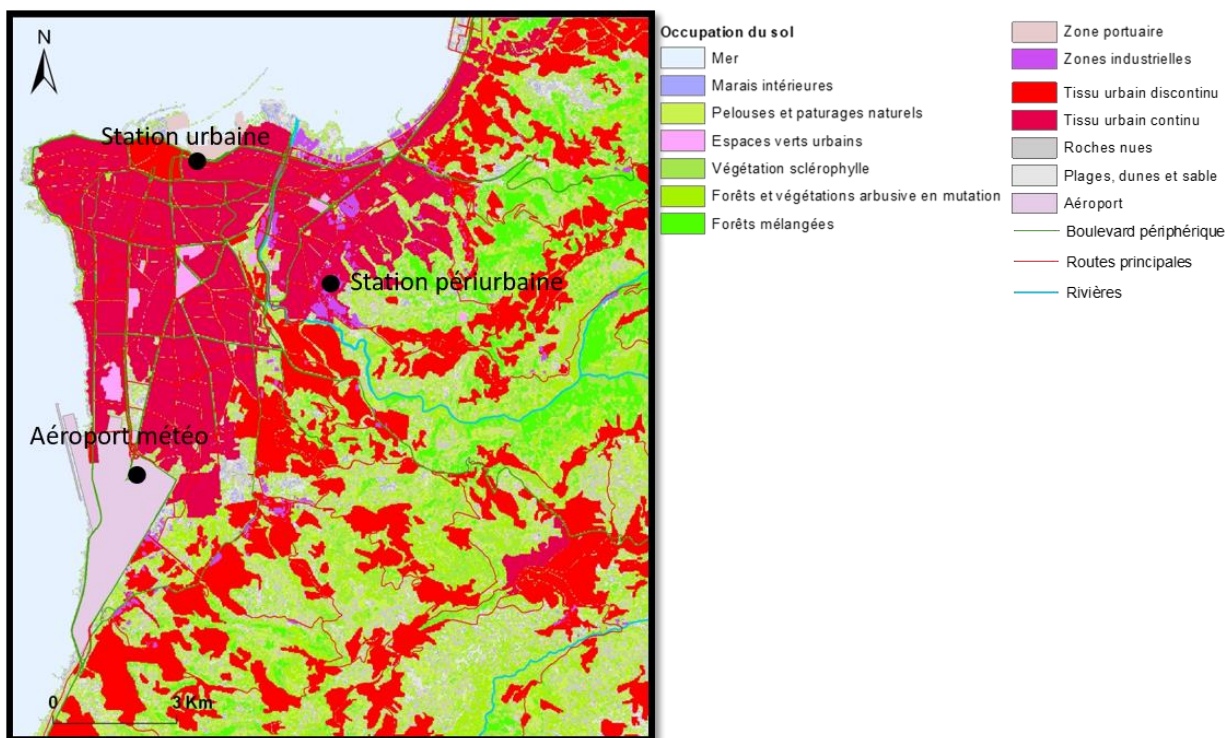 N
Station urbaine
Station périurbaine
Aéroport météo
0 3 Km
Occupation du sol
Mer
Marais intérieures
Pelouses et paturages naturels
Espaces verts urbains
Végétation sclérophylle
Forêts et végétations arbusive en mutation
Forêts mélangées
Zone portuaire
Zones industrielles
Tissu urbain discontinu
Tissu urbain continu
Roches nues
Plages, dunes et sable
Aéroport
Boulevard périphérique
Routes principales
Rivières